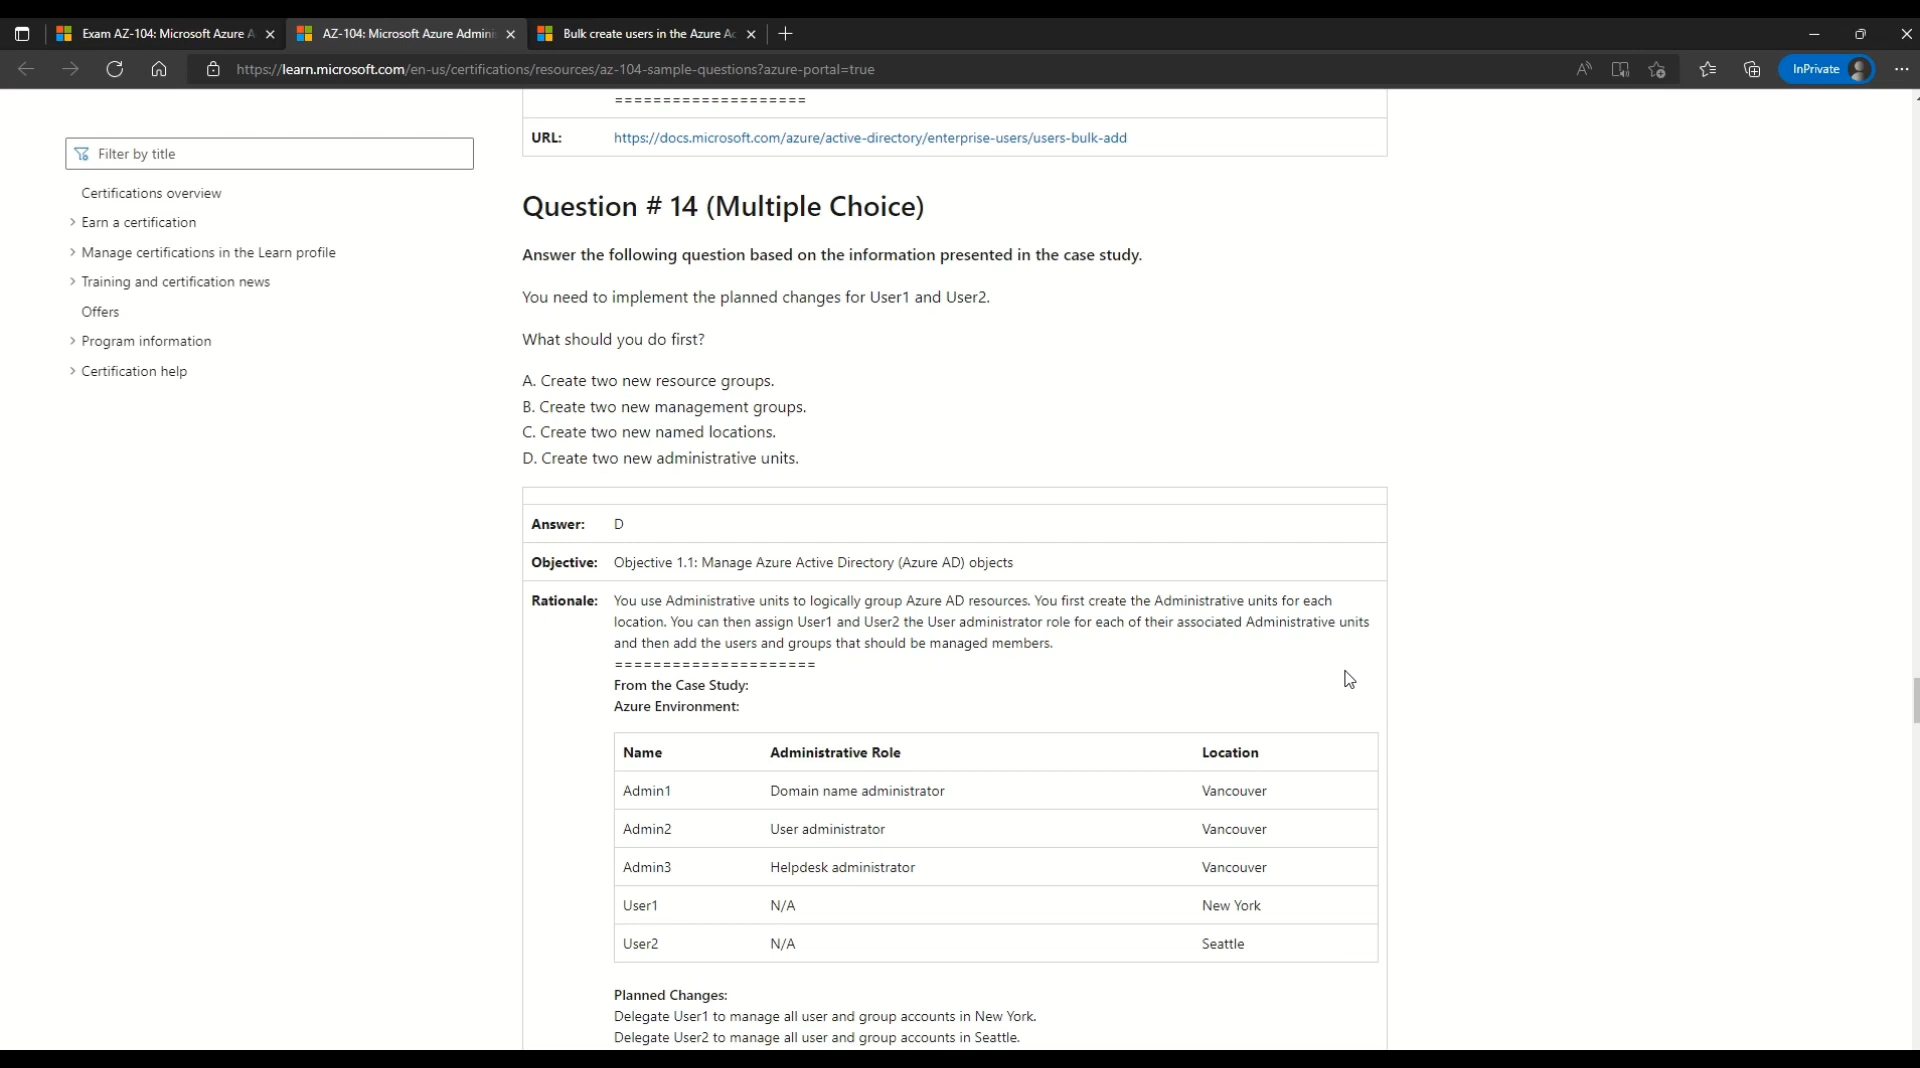 Exam AZ-104: Microsoft Azure A
AZ-104: Microsoft Azure Admini
Bulk create users in the Azure Ac
https://learn.microsoft.com/en-us/certifications/resources/az-104-sample-questions?azure-portal=true
InPrivate
====================
URL: https://docs.microsoft.com/azure/active-directory/enterprise-users/users-bulk-add
Filter by title
Certifications overview
Earn a certification
Manage certifications in the Learn profile
Training and certification news
Offers
Program information
Certification help
Question # 14 (Multiple Choice)
Answer the following question based on the information presented in the case study.
You need to implement the planned changes for User1 and User2.
What should you do first?
A. Create two new resource groups.
B. Create two new management groups.
C. Create two new named locations.
D. Create two new administrative units.
Answer: D
Objective: Objective 1.1: Manage Azure Active Directory (Azure AD) objects
Rationale: You use Administrative units to logically group Azure AD resources. You first create the Administrative units for each
location. You can then assign User1 and User2 the User administrator role for each of their associated Administrative units
and then add the users and groups that should be managed members.
=====================
From the Case Study:
Azure Environment:
Name Administrative Role Location
Admin1 Domain name administrator Vancouver
Admin2 User administrator Vancouver
Admin3 Helpdesk administrator Vancouver
User1 N/A New York
User2 N/A Seattle
Planned Changes:
Delegate User1 to manage all user and group accounts in New York.
Delegate User2 to manage all user and group accounts in Seattle.